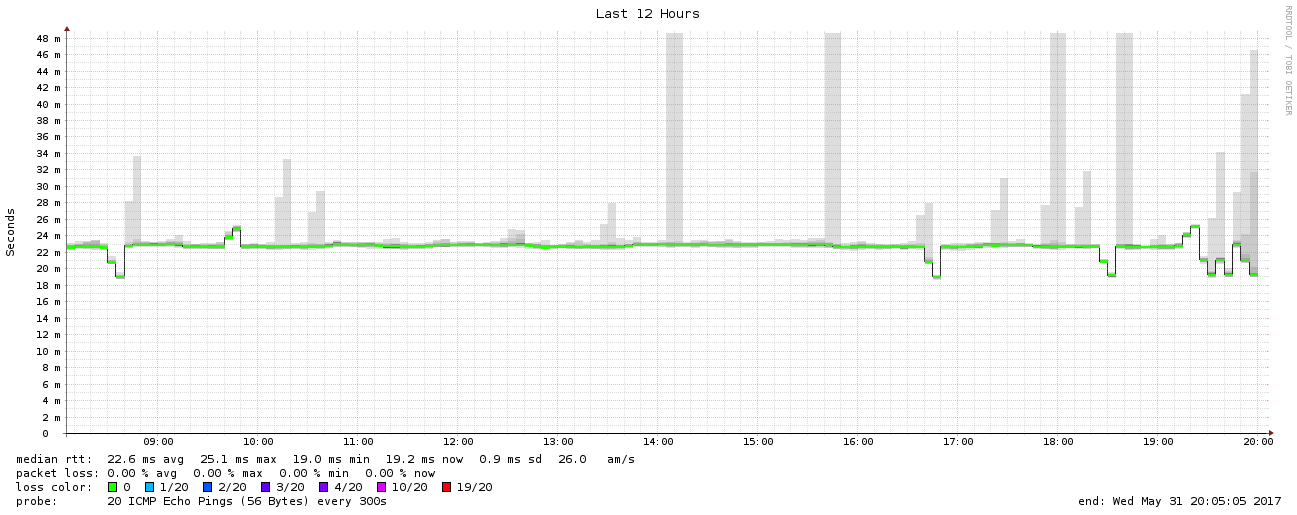 Last 12 Hours
RRDTOOL / TOBI OETIKER
Seconds
48 m
46 m
44 m
42 m
40 m
38 m
36 m
34 m
32 m
30 m
28 m
26 m
24 m
22 m
20 m
18 m
16 m
14 m
12 m
10 m
8 m
6 m
4 m
2 m
0
09:00 10:00 11:00 12:00 13:00 14:00 15:00 16:00 17:00 18:00 19:00 20:00
median rtt: 22.6 ms avg 25.1 ms max 19.0 ms min 19.2 ms now 0.9 ms sd 26.0 am/s
packet loss: 0.00 % avg 0.00 % max 0.00 % min 0.00 % now
loss color: 0 1/20 2/20 3/20 4/20 10/20 19/20
probe: 20 ICMP Echo Pings (56 Bytes) every 300s end: Wed May 31 20:05:05 2017